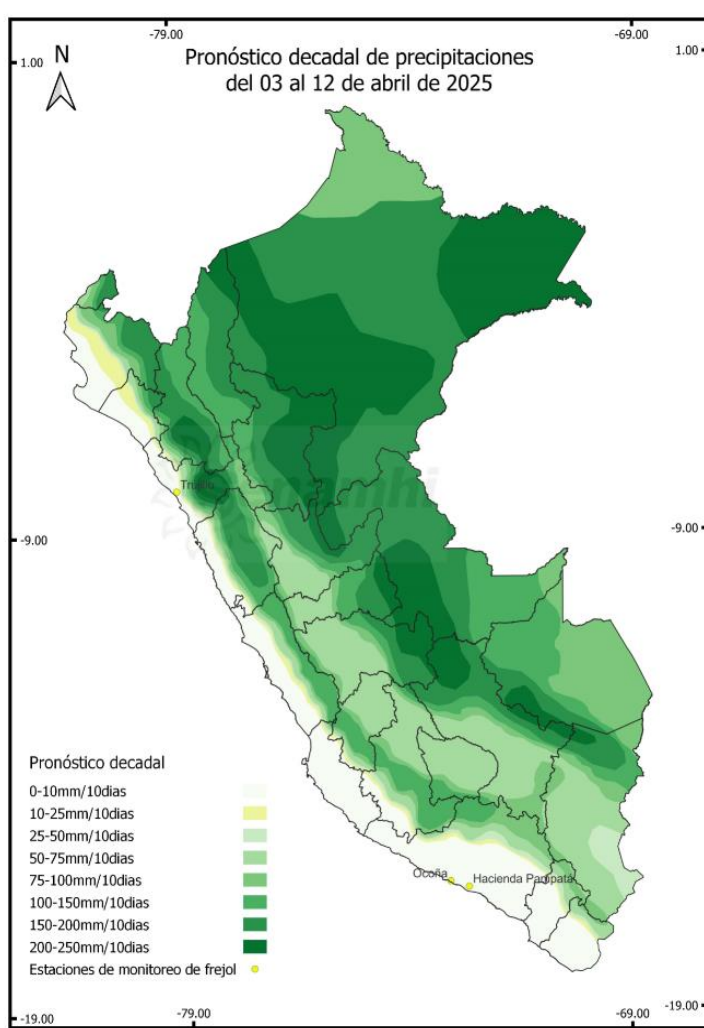 -79.00
-69.00
1.00
N
Pronóstico decadal de precipitaciones
del 03 al 12 de abril de 2025
1.00
Trujillo
senamhi
-9.00
-9.00
Pronóstico decadal
0-10mm/10dias
10-25mm/10dias
25-50mm/10dias
50-75mm/10dias
75-100mm/10dias
100-150mm/10dias
150-200mm/10dias
200-250mm/10dias
Estaciones de monitoreo de frejol
Ocoña
Hacienda Pampata
-19.00
-19.00
-79.00
-69.00